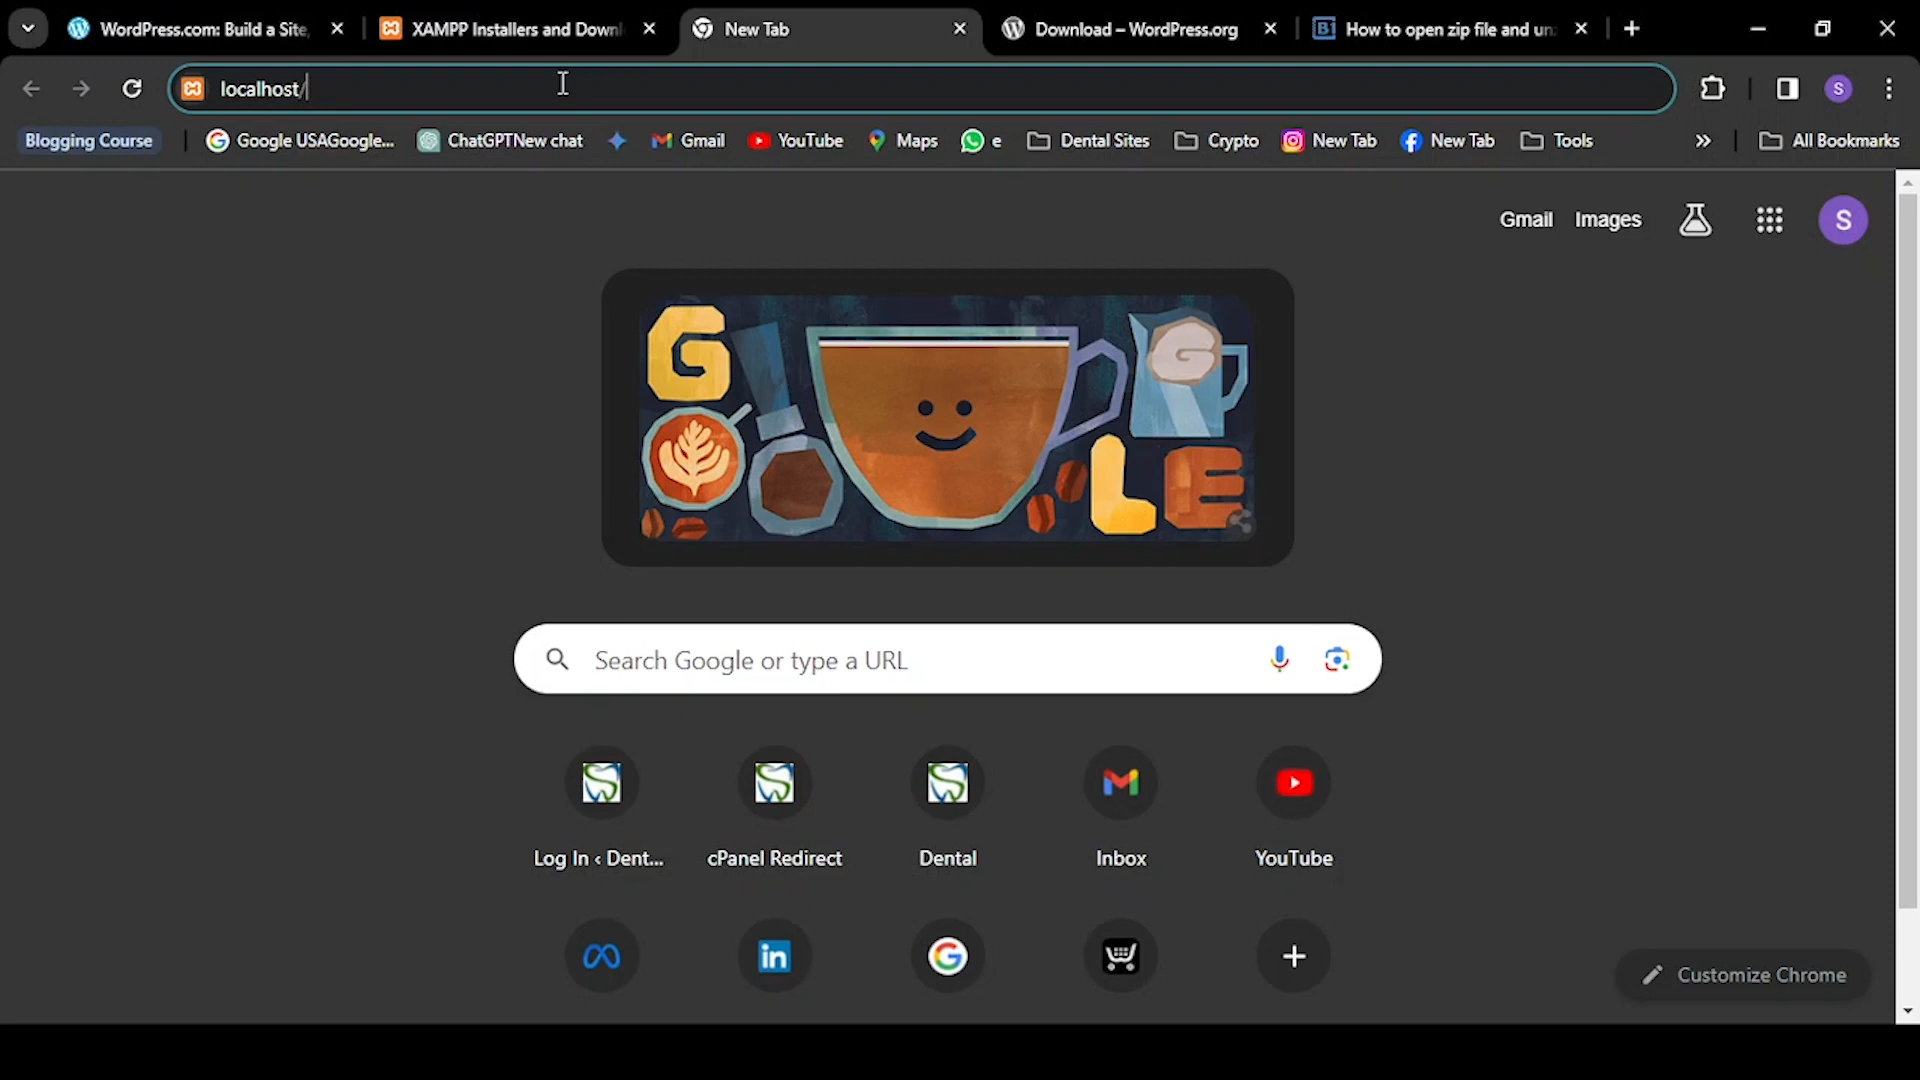 WordPress.com: Build a Site,
XAMPP Installers and Downl
New Tab
Download – WordPress.org
How to open zip file and un
localhost/
S
Blogging Course
Google USAGoogle...
ChatGPTNew chat
Gmail
YouTube
Maps
e
Dental Sites
Crypto
New Tab
New Tab
Tools
»
All Bookmarks
Gmail
Images
S
G
G
L
E
Search Google or type a URL
Log In ‹ Dent...
cPanel Redirect
Dental
Inbox
YouTube
Customize Chrome